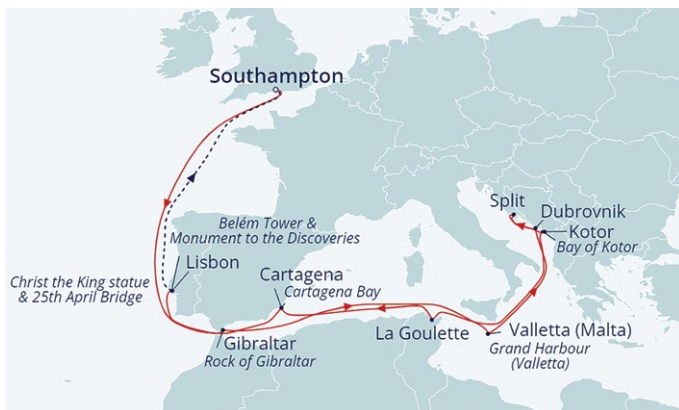 Southampton
Split
Dubrovnik
Kotor
Bay of Kotor
Belém Tower &
Monument to the Discoveries
Lisbon
Christ the King statue
& 25th April Bridge
Cartagena
Cartagena Bay
Gibraltar
Rock of Gibraltar
La Goulette
Valletta (Malta)
Grand Harbour
(Valletta)